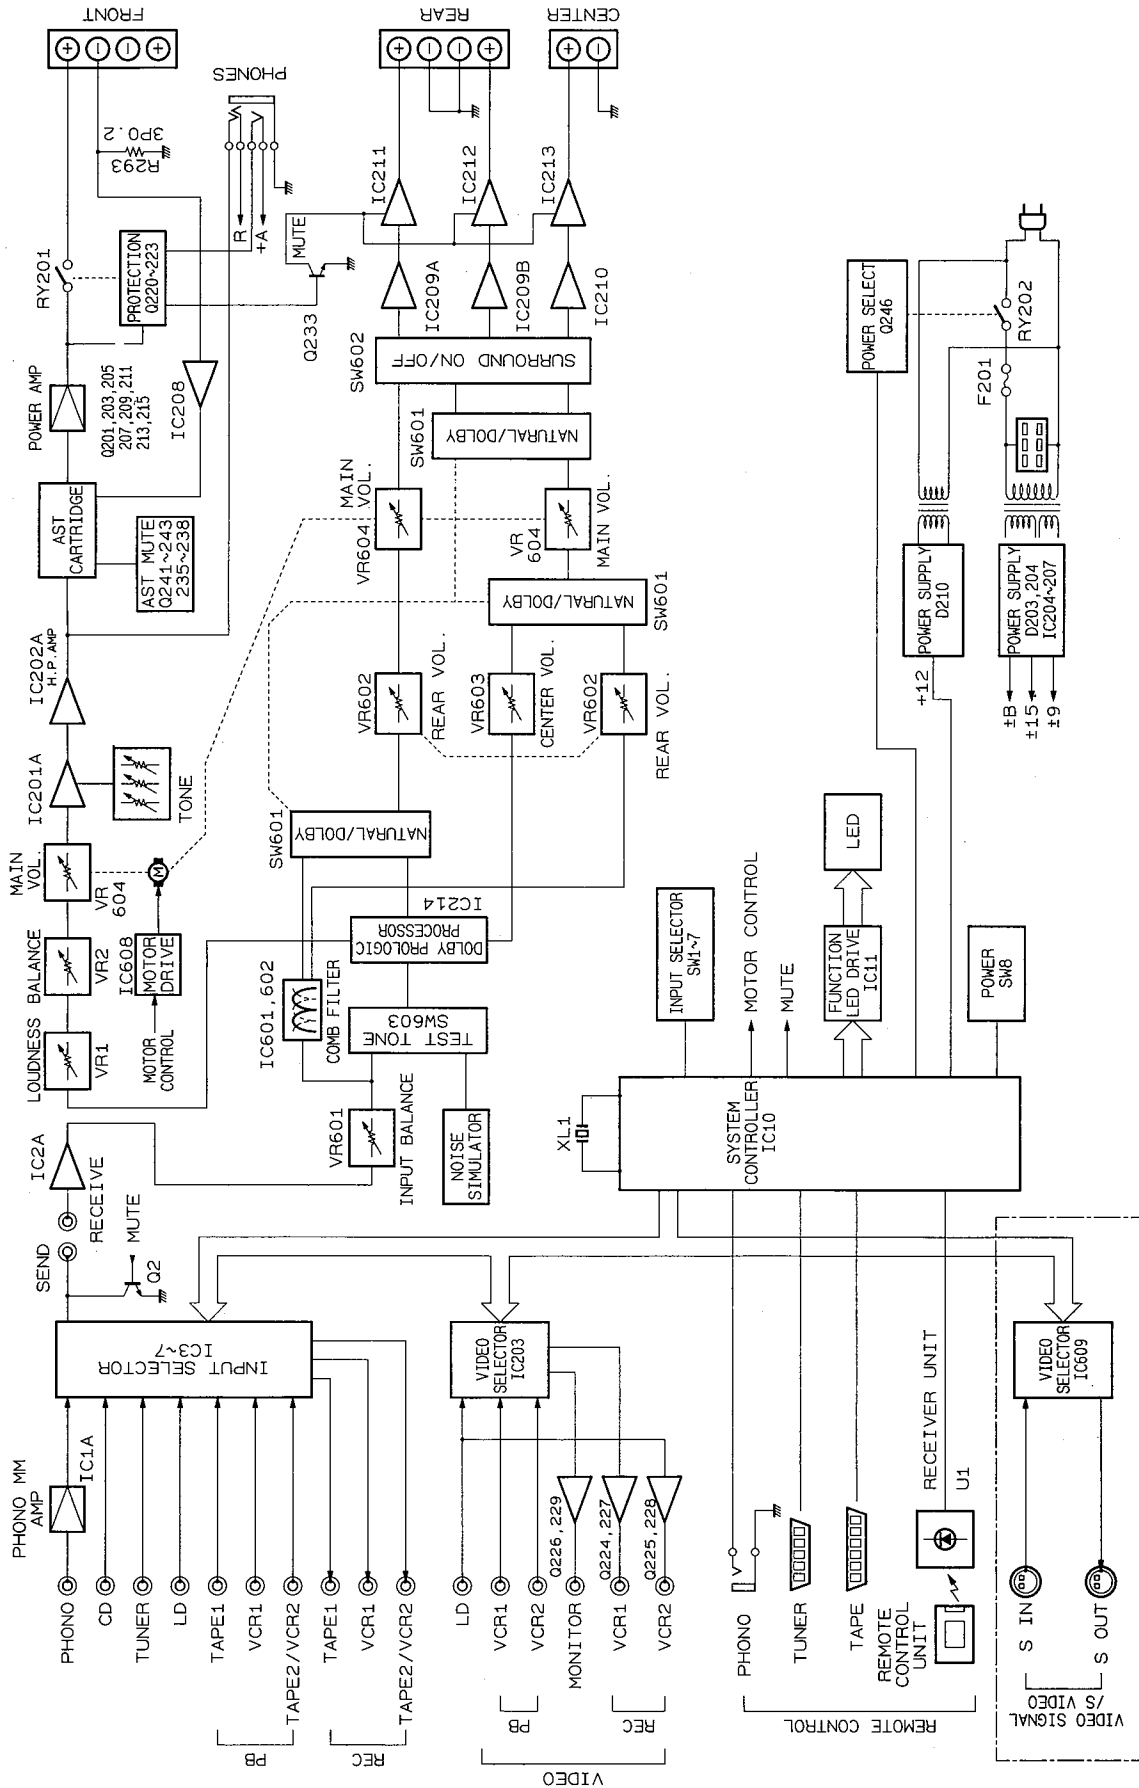 PHONO MM
AMP
IC1A
PHONO
CD
TUNER
LD
TAPE1
VCR1
TAPE2/VCR2
PB
TAPE1
VCR1
TAPE2/VCR2
REC
INPUT SELECTOR
IC3~7
SEND
RECEIVE
MUTE
Q2
IC2A
LOUDNESS
VR1
BALANCE
VR2
MAIN
VOL.
VR
604
MOTOR
CONTROL
IC608
MOTOR
DRIVE
M
IC201A
TONE
IC202A
H.P.AMP
AST
CARTRIDGE
AST MUTE
Q241~243
235~238
POWER AMP
Q201,203,205
207,209,211
213,215
IC208
RY201
PROTECTION
Q220~223
R293
3P0.2
PHONES
R
+A
FRONT
+
−
−
+
VR601
INPUT BALANCE
NOISE
SIMULATOR
TEST TONE
SW603
IC601,602
COMB FILTER
DOLBY PROLOGIC
PROCESSOR
IC214
SW601
NATURAL/DOLBY
VR602
REAR VOL.
VR603
CENTER VOL.
VR602
REAR VOL.
NATURAL/DOLBY
SW601
VR604
MAIN
VOL.
VR
604
MAIN VOL.
SW601
NATURAL/DOLBY
SW602
SURROUND ON/OFF
Q233
MUTE
IC209A
IC209B
IC210
IC211
IC212
IC213
REAR
+
−
−
+
CENTER
+
−
LD
VCR1
VCR2
PB
MONITOR
VCR1
VCR2
REC
VIDEO
Q226,229
Q224,227
Q225,228
VIDEO
SELECTOR
IC203
XL1
SYSTEM
CONTROLLER
IC10
INPUT SELECTOR
SW1~7
MOTOR CONTROL
MUTE
FUNCTION
LED DRIVE
IC11
LED
POWER
SW8
+12
POWER SUPPLY
D210
±B
±15
±9
POWER SUPPLY
D203,204
IC204~207
POWER SELECT
Q246
F201
RY202
PHONO
TUNER
TAPE
REMOTE
CONTROL
UNIT
REMOTE CONTROL
RECEIVER UNIT
U1
S IN
S OUT
VIDEO SIGNAL
/S VIDEO
VIDEO
SELECTOR
IC609